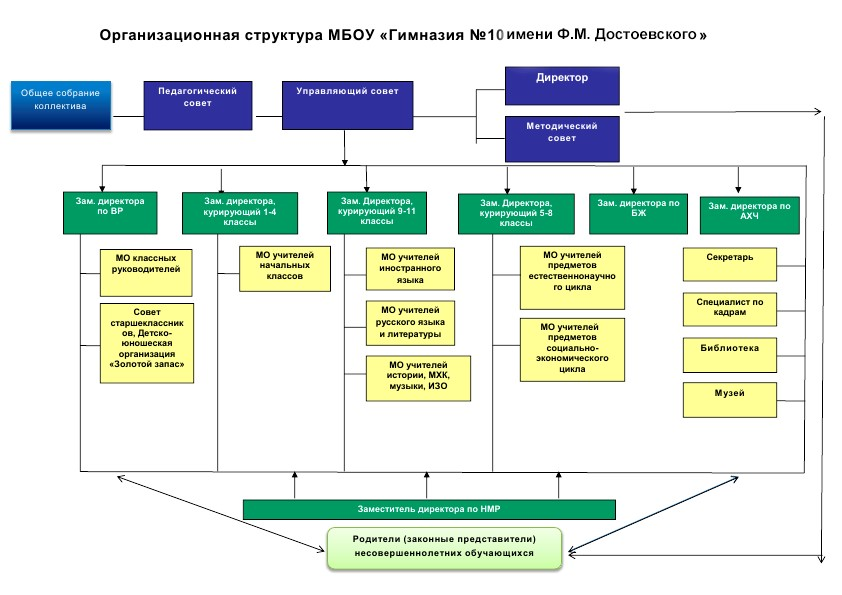 Организационная структура МБОУ «Гимназия №10 имени Ф.М. Достоевского»
Общее собрание
коллектива
Педагогический
совет
Управляющий совет
Директор
Методический
совет
Зам. директора
по ВР
Зам. директора,
курирующий 1-4
классы
Зам. Директора,
курирующий 9-11
классы
Зам. Директора,
курирующий 5-8
классы
Зам. директора по
БЖ
Зам. директора по
АХЧ
МО классных
руководителей
Совет
старшеклассник
ов, Детско-
юношеская
организация
«Золотой запас»
МО учителей
начальных
классов
МО учителей
иностранного
языка
МО учителей
русского языка
и литературы
МО учителей
истории, МХК,
музыки, ИЗО
МО учителей
предметов
естественнонаучно
го цикла
МО учителей
предметов
социально-
экономического
цикла
Секретарь
Специалист по
кадрам
Библиотека
Музей
Заместитель директора по НМР
Родители (законные представители)
несовершеннолетних обучающихся